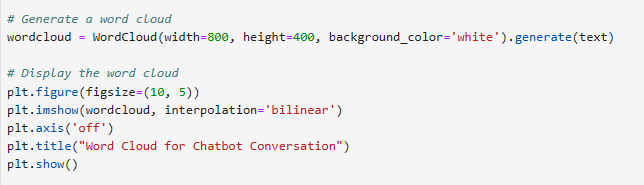 # Generate a word cloud
wordcloud = WordCloud(width=800, height=400, background_color='white').generate(text)
# Display the word cloud
plt.figure(figsize=(10, 5))
plt.imshow(wordcloud, interpolation='bilinear')
plt.axis('off')
plt.title("Word Cloud for Chatbot Conversation")
plt.show()